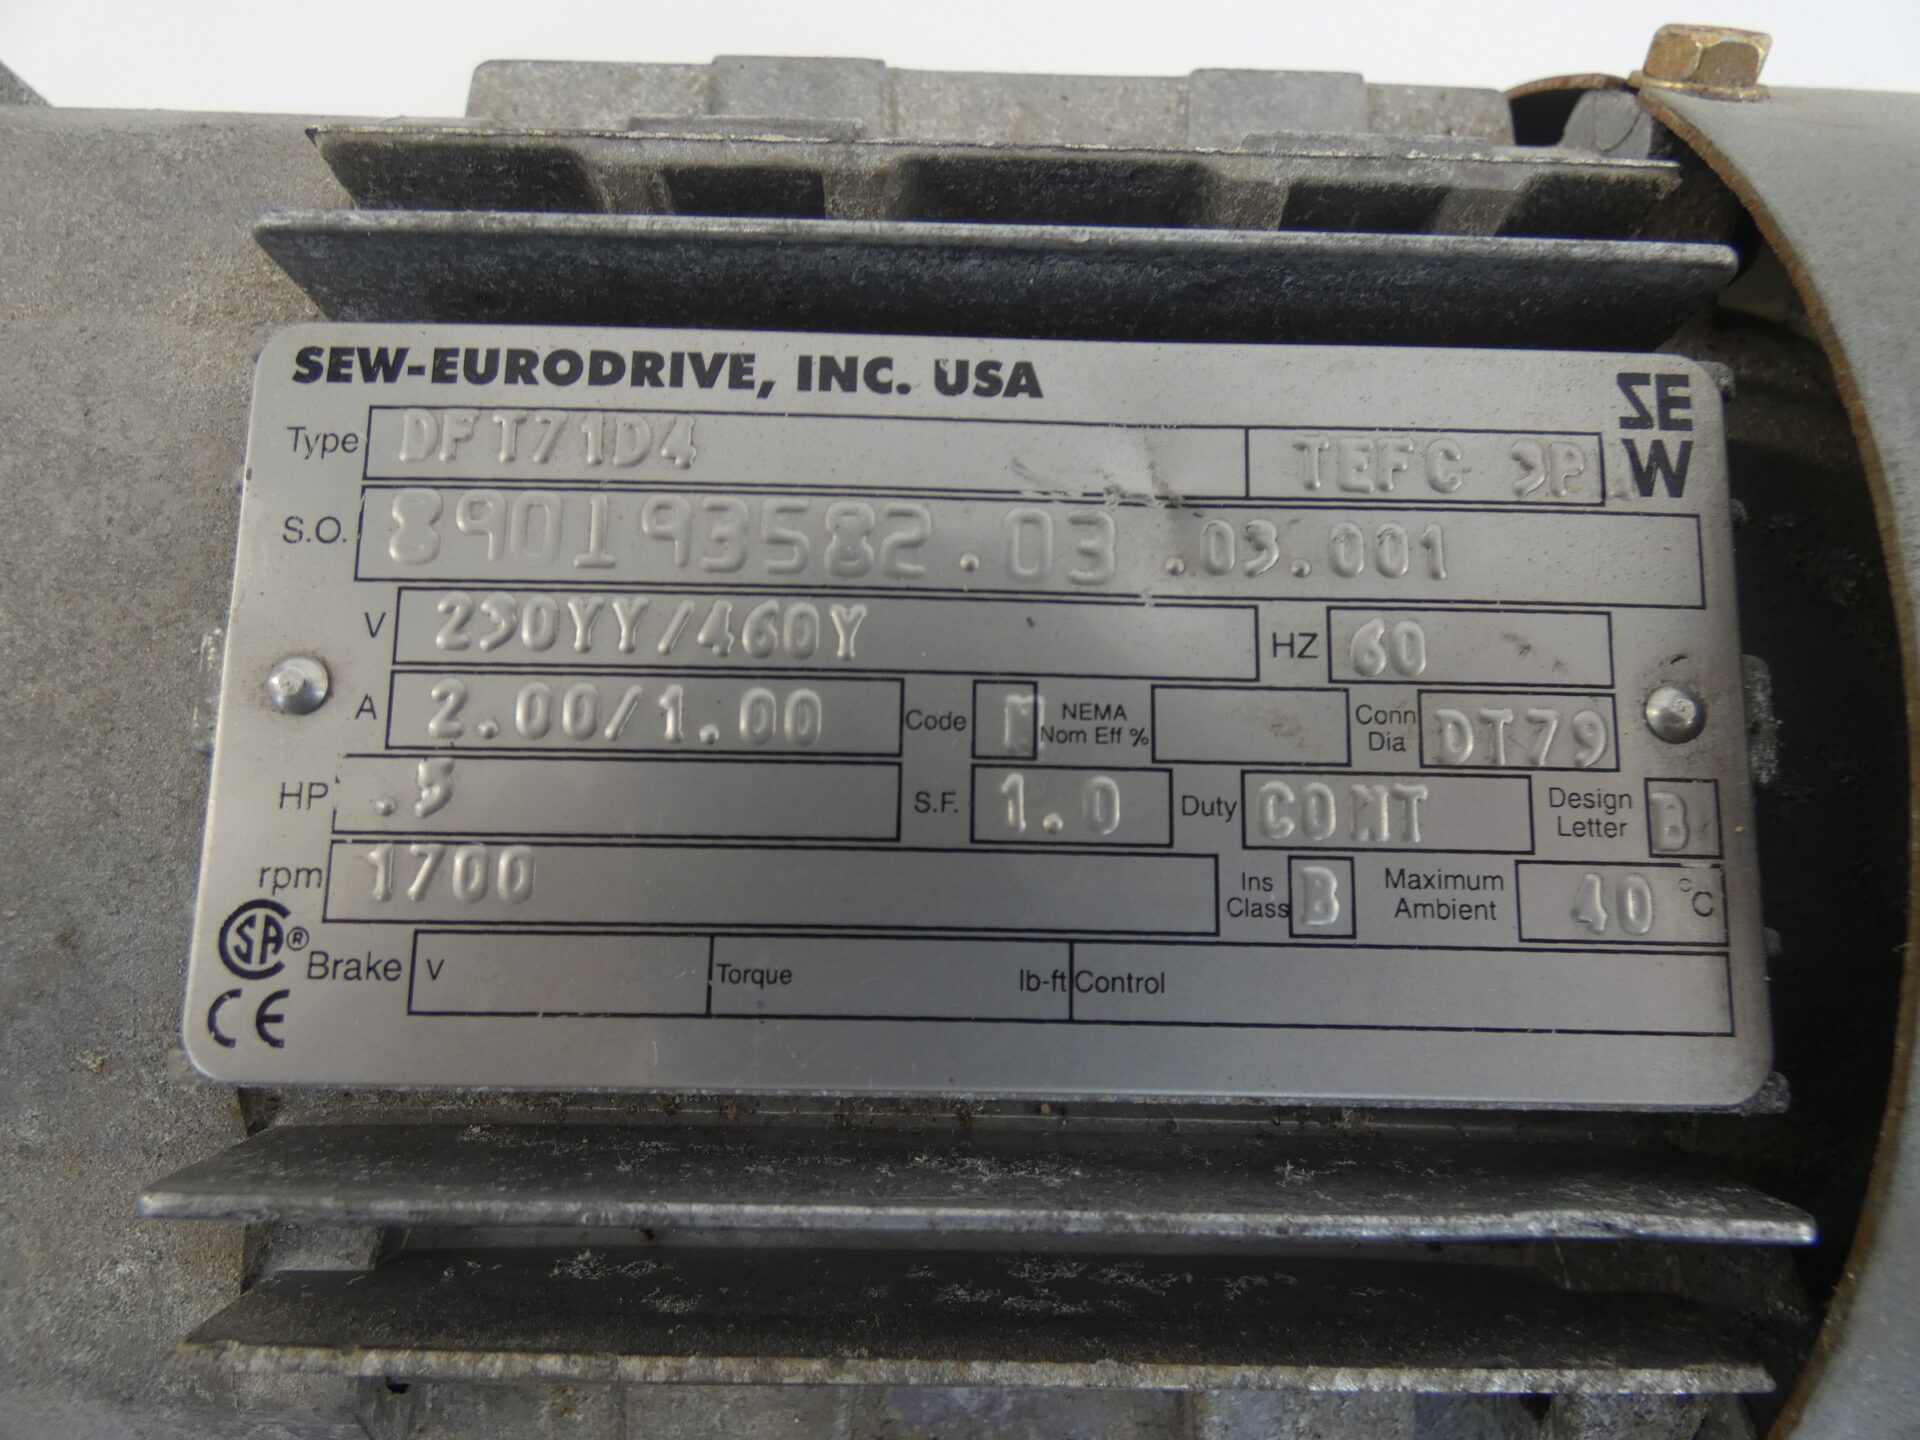 SEW-EURODRIVE, INC. USA
SEW
Type DFT71D4 TEFC 3P
S.O. 890193582.03.03.001
V 230YY/460Y HZ 60
A 2.00/1.00 Code M NEMA Nom Eff % Conn Dia DT79
HP .5 S.F. 1.0 Duty CONT Design Letter B
rpm 1700 Ins Class B Maximum Ambient 40 °C
SA®
Brake V Torque lb-ft Control
CE